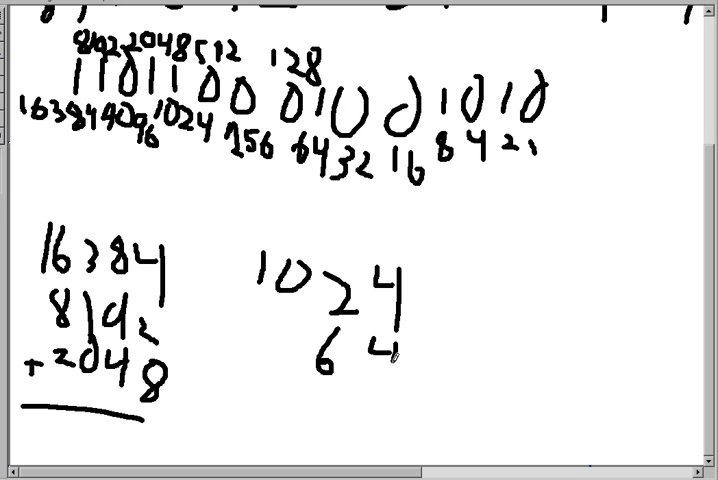 8192 2048 512 128
1 1 0 1 1 0 0 0 1 0 0 1 0 1 0
16384 4096 1024 256 64 32 16 8 4 2 1
16384 1024
8192 64
+ 2048